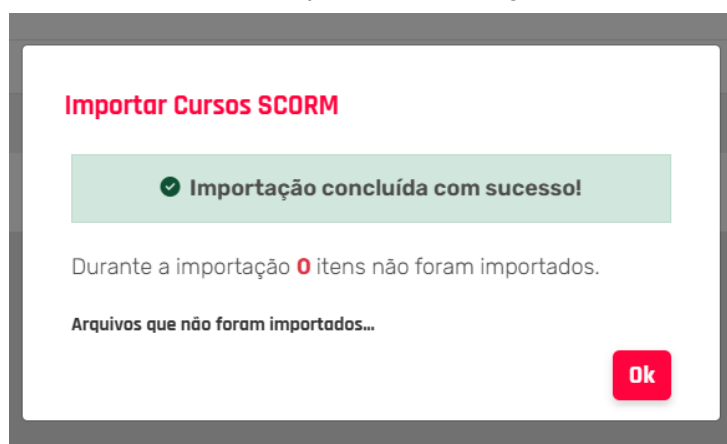 Importar Cursos SCORM
Importação concluída com sucesso!
Durante a importação 0 itens não foram importados.
Arquivos que não foram importados...
Ok